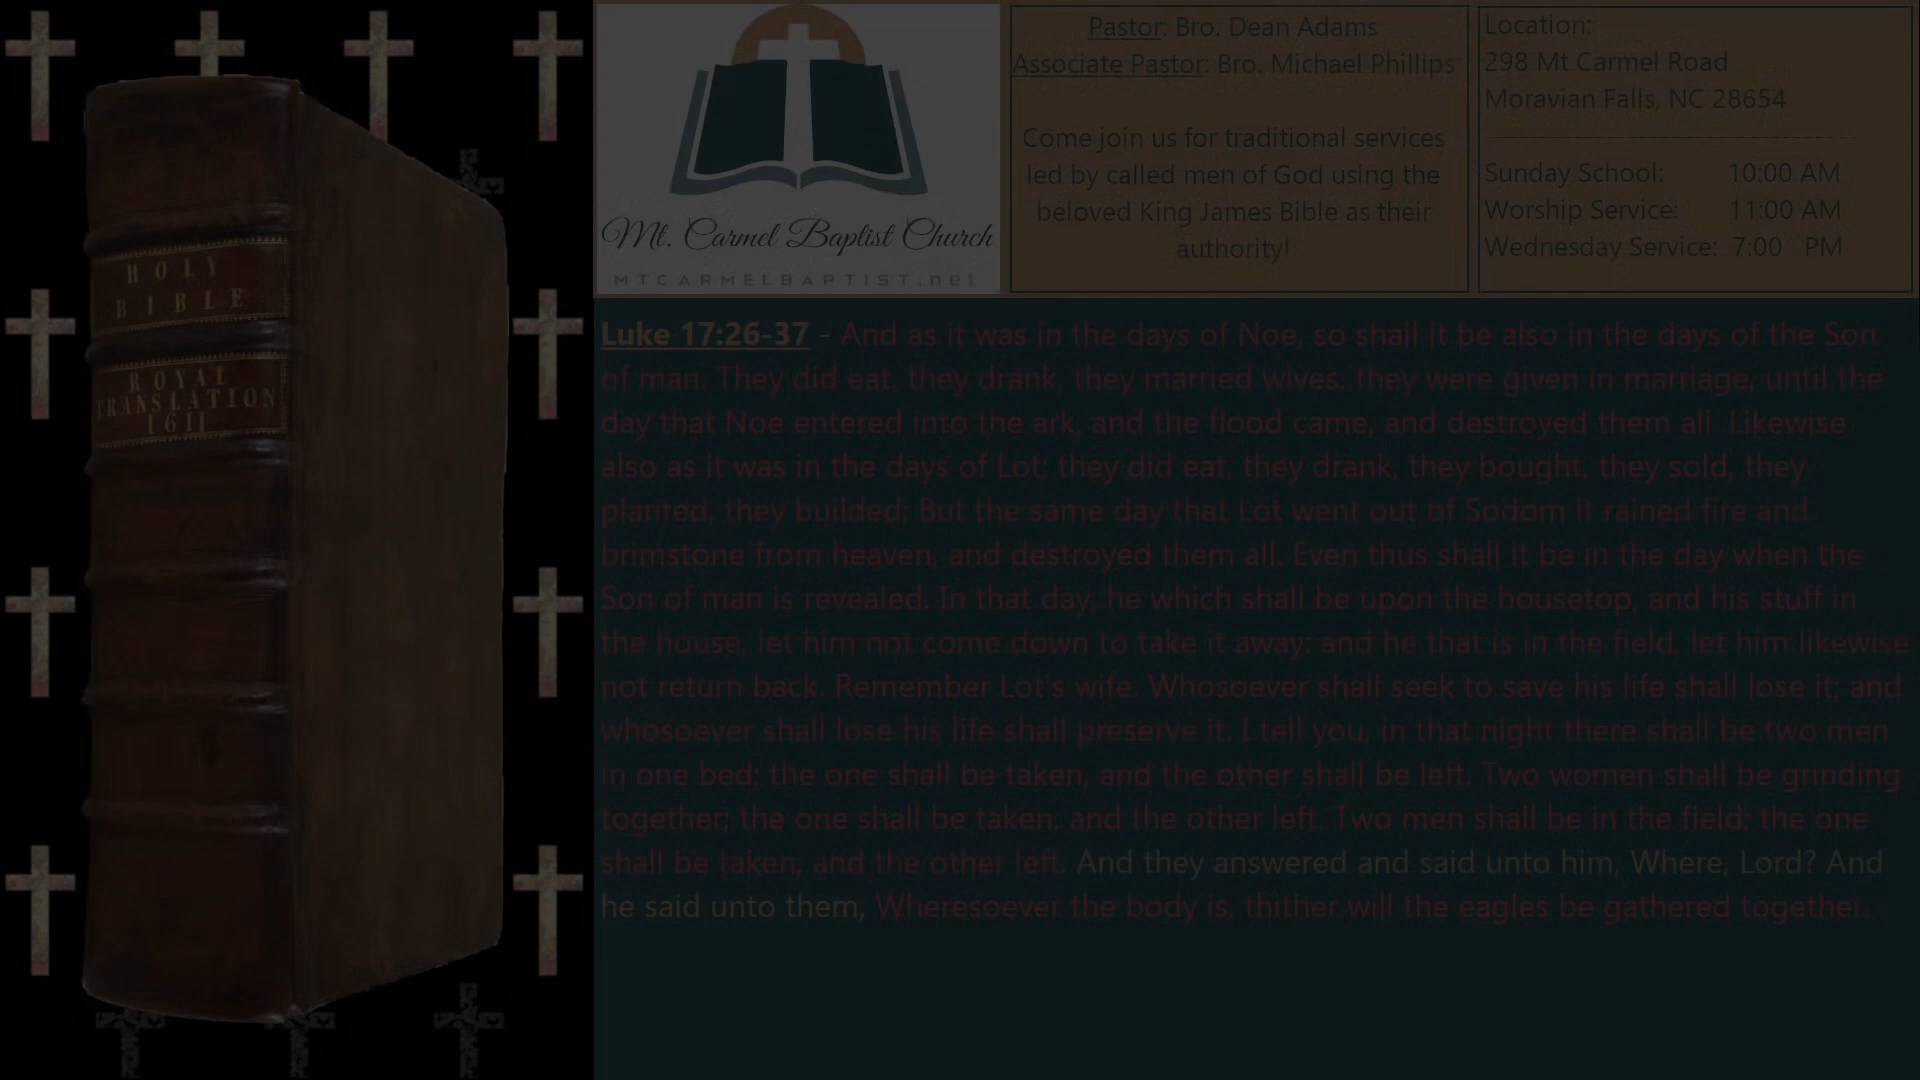 HOLY
BIBLE
ROYAL
TRANSLATION
1611
Mt. Carmel Baptist Church
MTCARMELBAPTIST.net
Pastor: Bro. Dean Adams
Associate Pastor: Bro. Michael Phillips
Come join us for traditional services
led by called men of God using the
beloved King James Bible as their
authority!
Location:
298 Mt Carmel Road
Moravian Falls, NC 28654
Sunday School: 10:00 AM
Worship Service: 11:00 AM
Wednesday Service: 7:00 PM
Luke 17:26-37 - And as it was in the days of Noe, so shall it be also in the days of the Son
of man. They did eat, they drank, they married wives, they were given in marriage, until the
day that Noe entered into the ark, and the flood came, and destroyed them all. Likewise
also as it was in the days of Lot; they did eat, they drank, they bought, they sold, they
planted, they builded; But the same day that Lot went out of Sodom it rained fire and
brimstone from heaven, and destroyed them all. Even thus shall it be in the day when the
Son of man is revealed. In that day, he which shall be upon the housetop, and his stuff in
the house, let him not come down to take it away: and he that is in the field, let him likewise
not return back. Remember Lot's wife. Whosoever shall seek to save his life shall lose it; and
whosoever shall lose his life shall preserve it. I tell you, in that night there shall be two men
in one bed; the one shall be taken, and the other shall be left. Two women shall be grinding
together; the one shall be taken, and the other left. Two men shall be in the field; the one
shall be taken, and the other left. And they answered and said unto him, Where, Lord? And
he said unto them, Wheresoever the body is, thither will the eagles be gathered together.